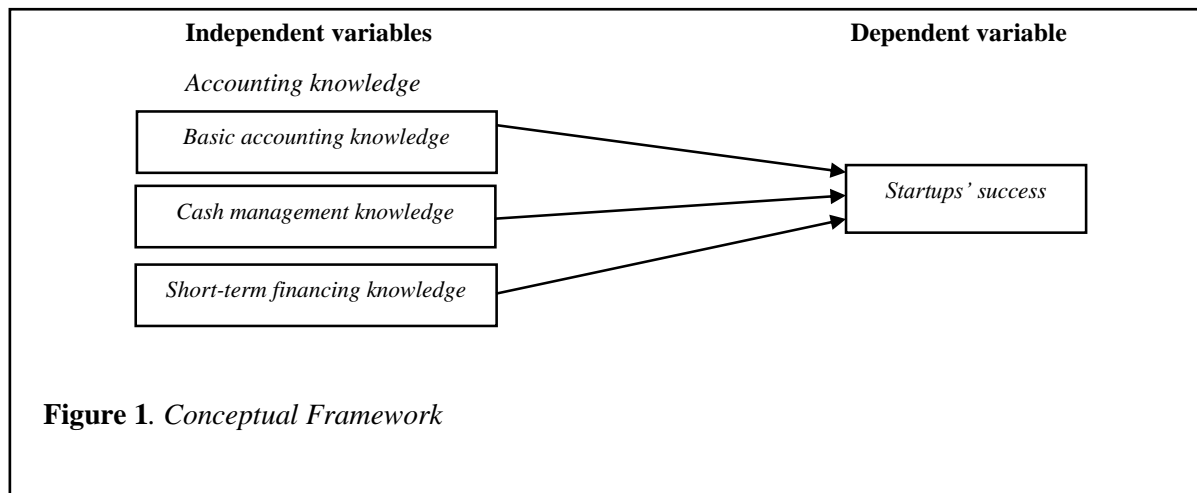 Independent variables
Dependent variable
Accounting knowledge
Basic accounting knowledge
Cash management knowledge
Startups’ success
Short-term financing knowledge
Figure 1. Conceptual Framework